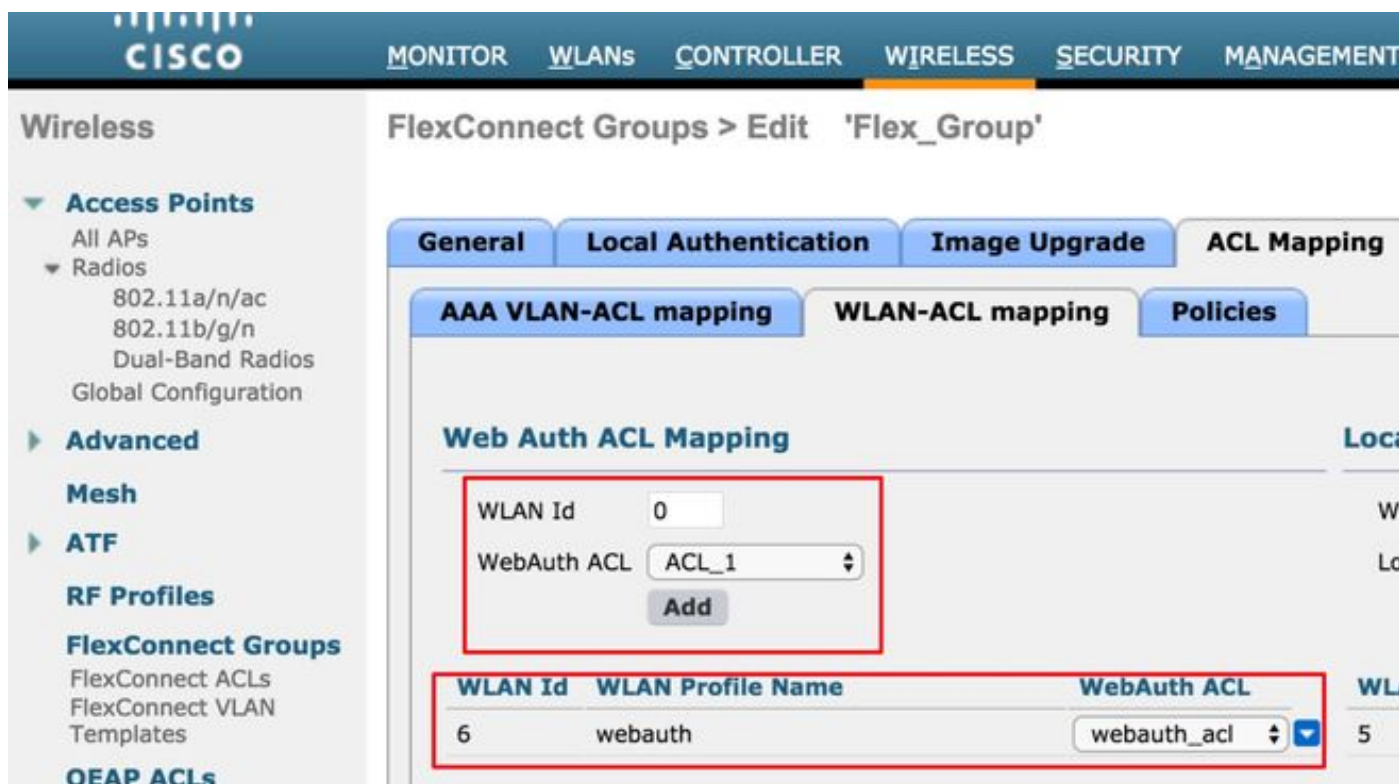 CISCO
MONITOR WLANs CONTROLLER WIRELESS SECURITY MANAGEMENT
Wireless
FlexConnect Groups > Edit 'Flex_Group'
Access Points
All APs
Radios
802.11a/n/ac
802.11b/g/n
Dual-Band Radios
Global Configuration
Advanced
Mesh
ATF
RF Profiles
FlexConnect Groups
FlexConnect ACLs
FlexConnect VLAN
Templates
OEAP ACLs
General Local Authentication Image Upgrade ACL Mapping
AAA VLAN-ACL mapping WLAN-ACL mapping Policies
Web Auth ACL Mapping
WLAN Id 0
WebAuth ACL ACL_1
Add
WLAN Id WLAN Profile Name WebAuth ACL
6 webauth webauth_acl
5